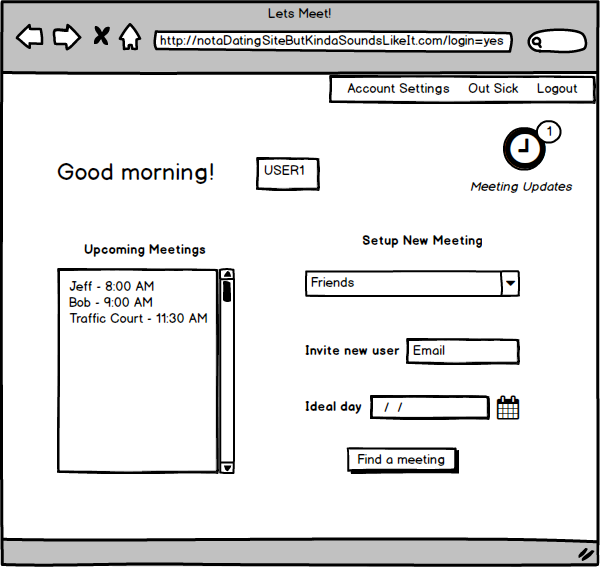 Lets Meet!
http://notaDatingSiteButKindaSoundsLikeIt.com/login=yes
Account Settings Out Sick Logout
1
Good morning!
USER1
Meeting Updates
Upcoming Meetings
Jeff - 8:00 AM
Bob - 9:00 AM
Traffic Court - 11:30 AM
Setup New Meeting
Friends
Invite new user Email
Ideal day / /
Find a meeting